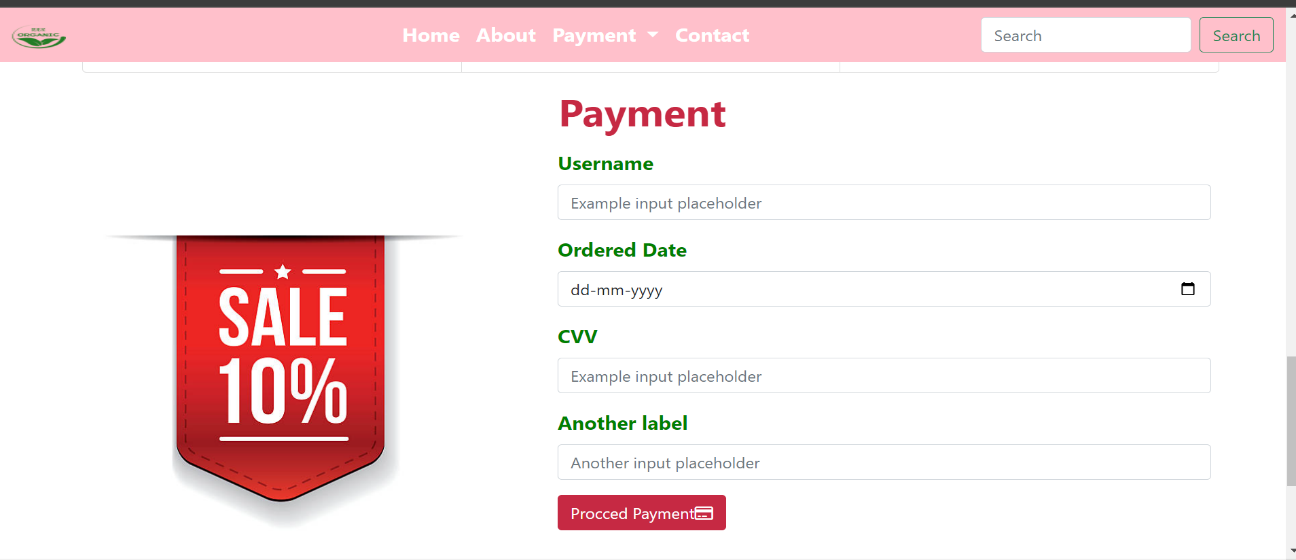 ORGANIC
Home About Payment Contact
Search Search
Payment
Username
Example input placeholder
Ordered Date
dd-mm-yyyy
CVV
Example input placeholder
Another label
Another input placeholder
Procced Payment
SALE
10%